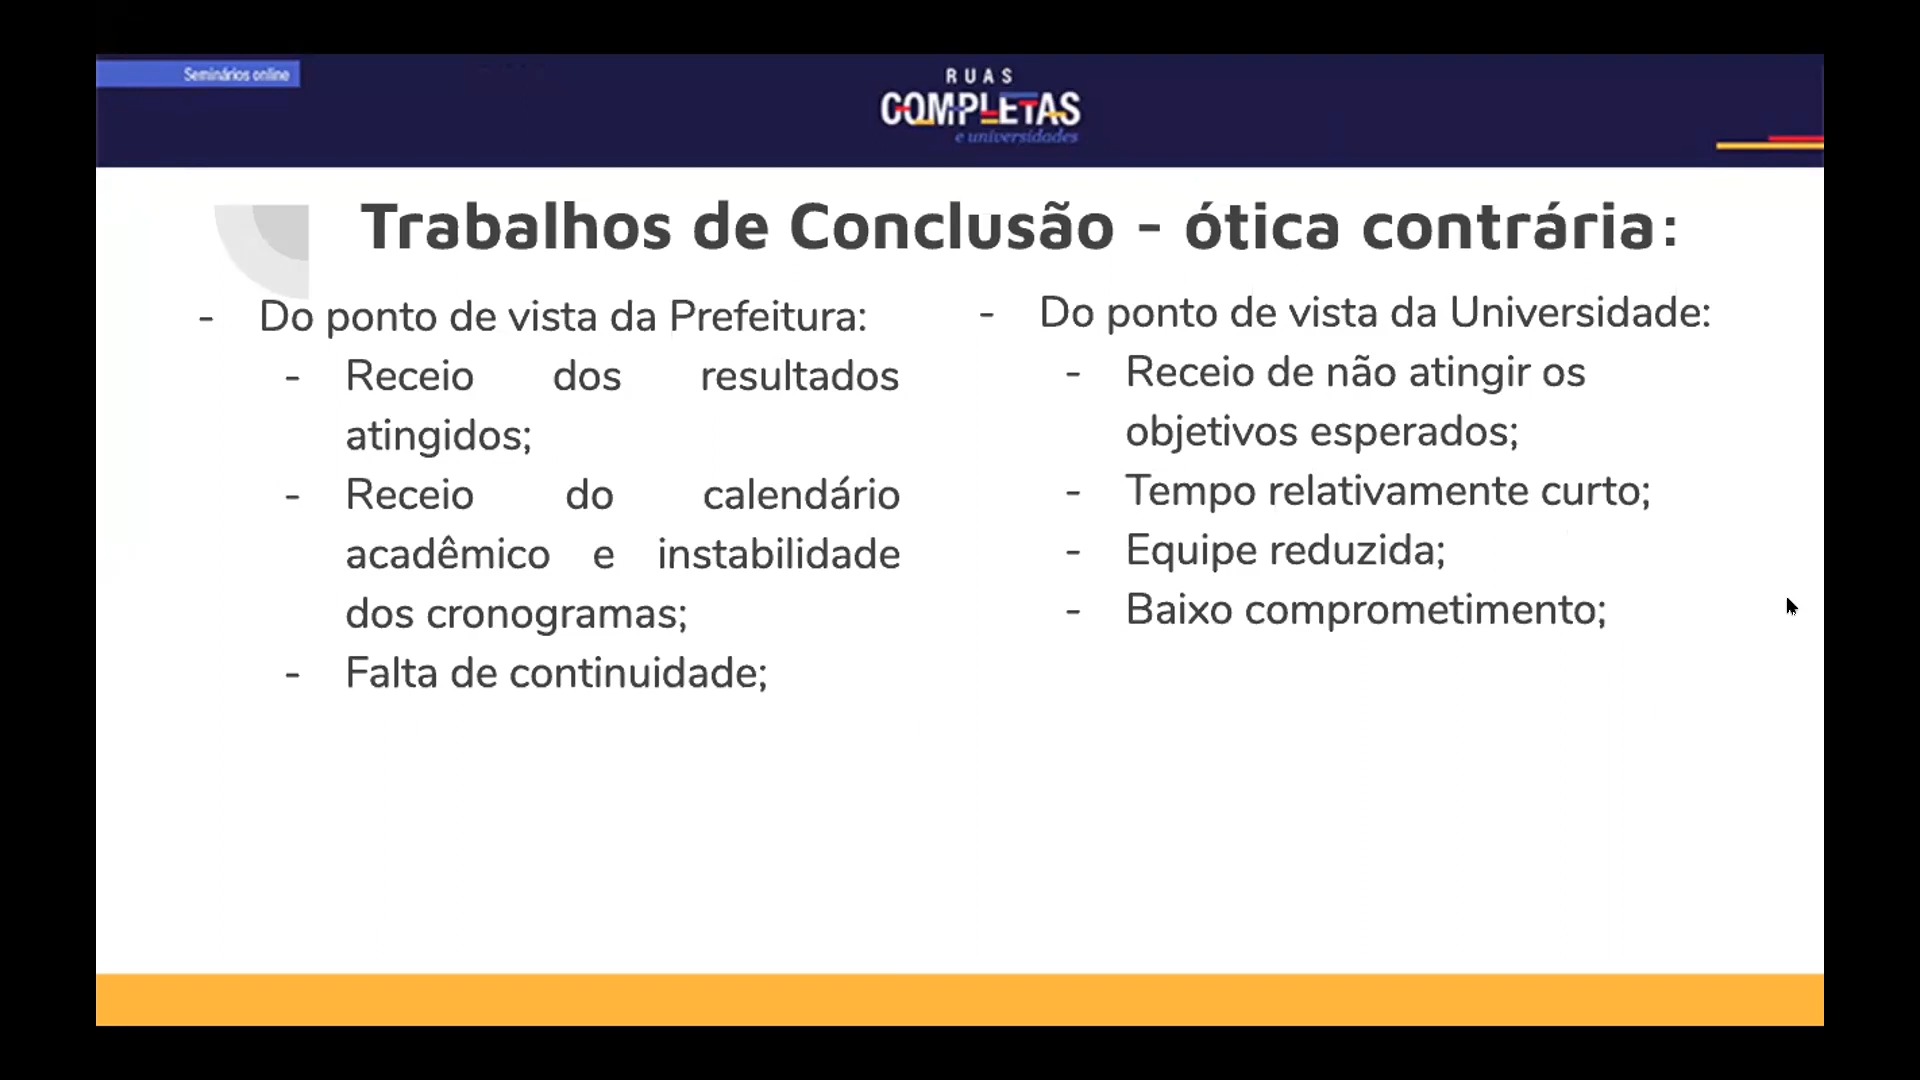 Seminários online
RUAS
COMPLETAS
e universidades
Trabalhos de Conclusão - ótica contrária:
- Do ponto de vista da Prefeitura:
- Receio dos resultados
atingidos;
- Receio do calendário
acadêmico e instabilidade
dos cronogramas;
- Falta de continuidade;
- Do ponto de vista da Universidade:
- Receio de não atingir os
objetivos esperados;
- Tempo relativamente curto;
- Equipe reduzida;
- Baixo comprometimento;